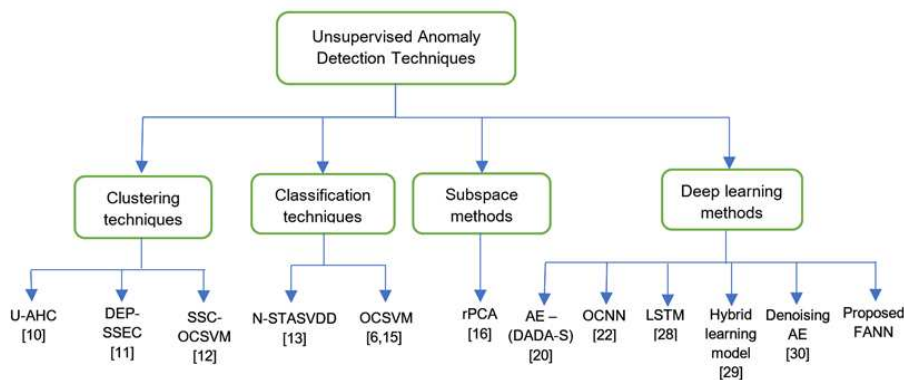 Unsupervised Anomaly
Detection Techniques
Clustering
techniques
Classification
techniques
Subspace
methods
Deep learning
methods
U-AHC
[10]
DEP-
SSEC
[11]
SSC-
OCSVM
[12]
N-STASVDD
[13]
OCSVM
[6,15]
rPCA
[16]
AE –
(DADA-S)
[20]
OCNN
[22]
LSTM
[28]
Hybrid
learning
model
[29]
Denoising
AE
[30]
Proposed
FANN